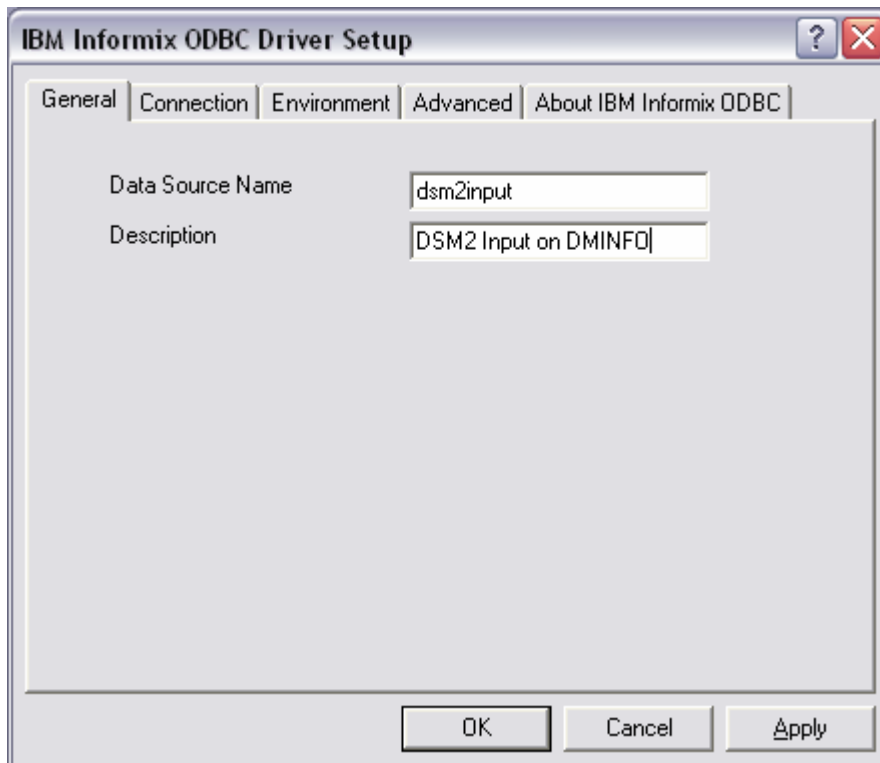 IBM Informix ODBC Driver Setup ?
General Connection Environment Advanced About IBM Informix ODBC
Data Source Name dsm2input
Description DSM2 Input on DMINFO
OK Cancel Apply